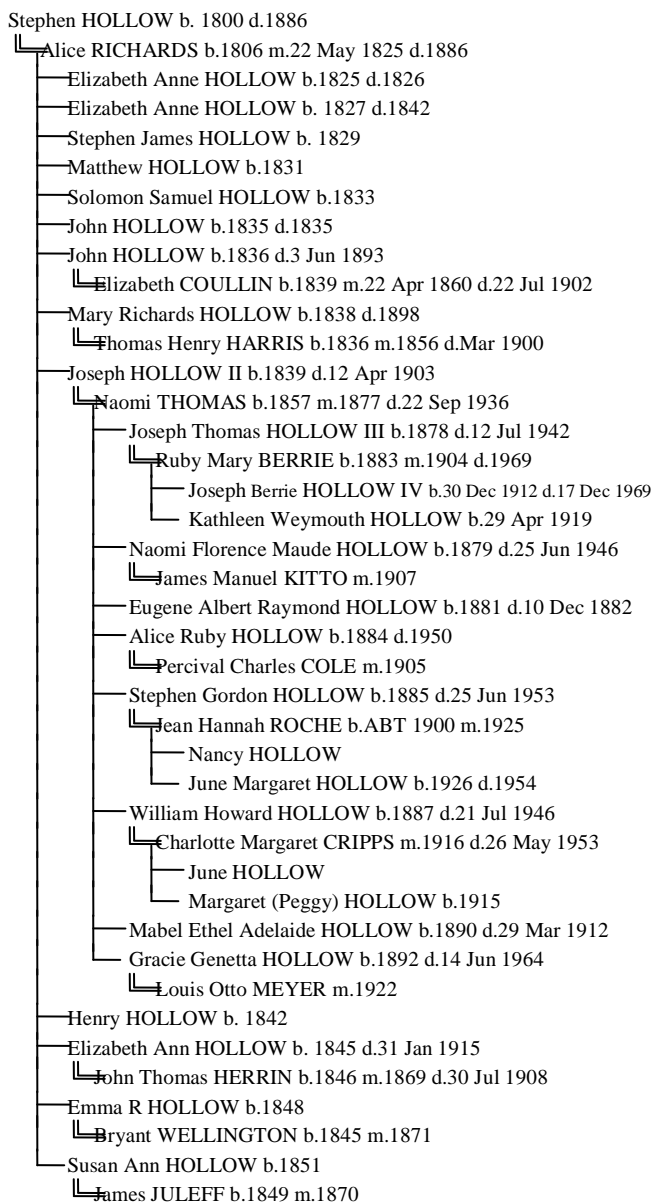 Stephen HOLLOW b. 1800 d.1886
Alice RICHARDS b.1806 m.22 May 1825 d.1886
Elizabeth Anne HOLLOW b.1825 d.1826
Elizabeth Anne HOLLOW b. 1827 d.1842
Stephen James HOLLOW b. 1829
Matthew HOLLOW b.1831
Solomon Samuel HOLLOW b.1833
John HOLLOW b.1835 d.1835
John HOLLOW b.1836 d.3 Jun 1893
Elizabeth COULLIN b.1839 m.22 Apr 1860 d.22 Jul 1902
Mary Richards HOLLOW b.1838 d.1898
Thomas Henry HARRIS b.1836 m.1856 d.Mar 1900
Joseph HOLLOW II b.1839 d.12 Apr 1903
Naomi THOMAS b.1857 m.1877 d.22 Sep 1936
Joseph Thomas HOLLOW III b.1878 d.12 Jul 1942
Ruby Mary BERRIE b.1883 m.1904 d.1969
Joseph Berrie HOLLOW IV b.30 Dec 1912 d.17 Dec 1969
Kathleen Weymouth HOLLOW b.29 Apr 1919
Naomi Florence Maude HOLLOW b.1879 d.25 Jun 1946
James Manuel KITTO m.1907
Eugene Albert Raymond HOLLOW b.1881 d.10 Dec 1882
Alice Ruby HOLLOW b.1884 d.1950
Percival Charles COLE m.1905
Stephen Gordon HOLLOW b.1885 d.25 Jun 1953
Jean Hannah ROCHE b.ABT 1900 m.1925
Nancy HOLLOW
June Margaret HOLLOW b.1926 d.1954
William Howard HOLLOW b.1887 d.21 Jul 1946
Charlotte Margaret CRIPPS m.1916 d.26 May 1953
June HOLLOW
Margaret (Peggy) HOLLOW b.1915
Mabel Ethel Adelaide HOLLOW b.1890 d.29 Mar 1912
Gracie Genetta HOLLOW b.1892 d.14 Jun 1964
Louis Otto MEYER m.1922
Henry HOLLOW b. 1842
Elizabeth Ann HOLLOW b. 1845 d.31 Jan 1915
John Thomas HERRIN b.1846 m.1869 d.30 Jul 1908
Emma R HOLLOW b.1848
Bryant WELLINGTON b.1845 m.1871
Susan Ann HOLLOW b.1851
James JULEFF b.1849 m.1870